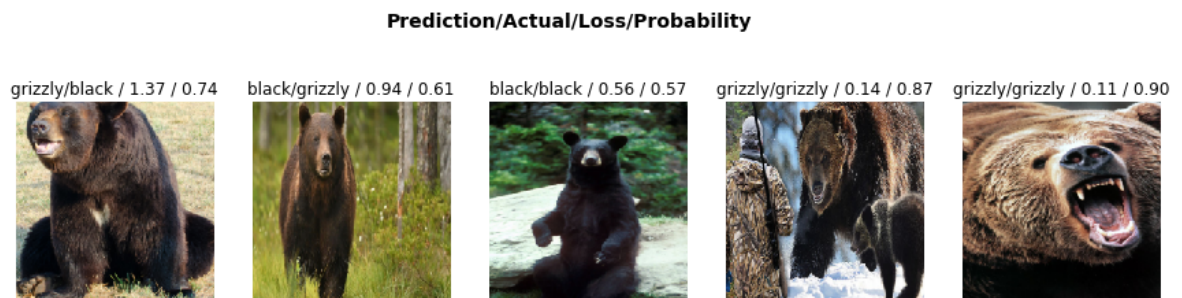 Prediction/Actual/Loss/Probability
grizzly/black / 1.37 / 0.74
black/grizzly / 0.94 / 0.61
black/black / 0.56 / 0.57
grizzly/grizzly / 0.14 / 0.87
grizzly/grizzly / 0.11 / 0.90